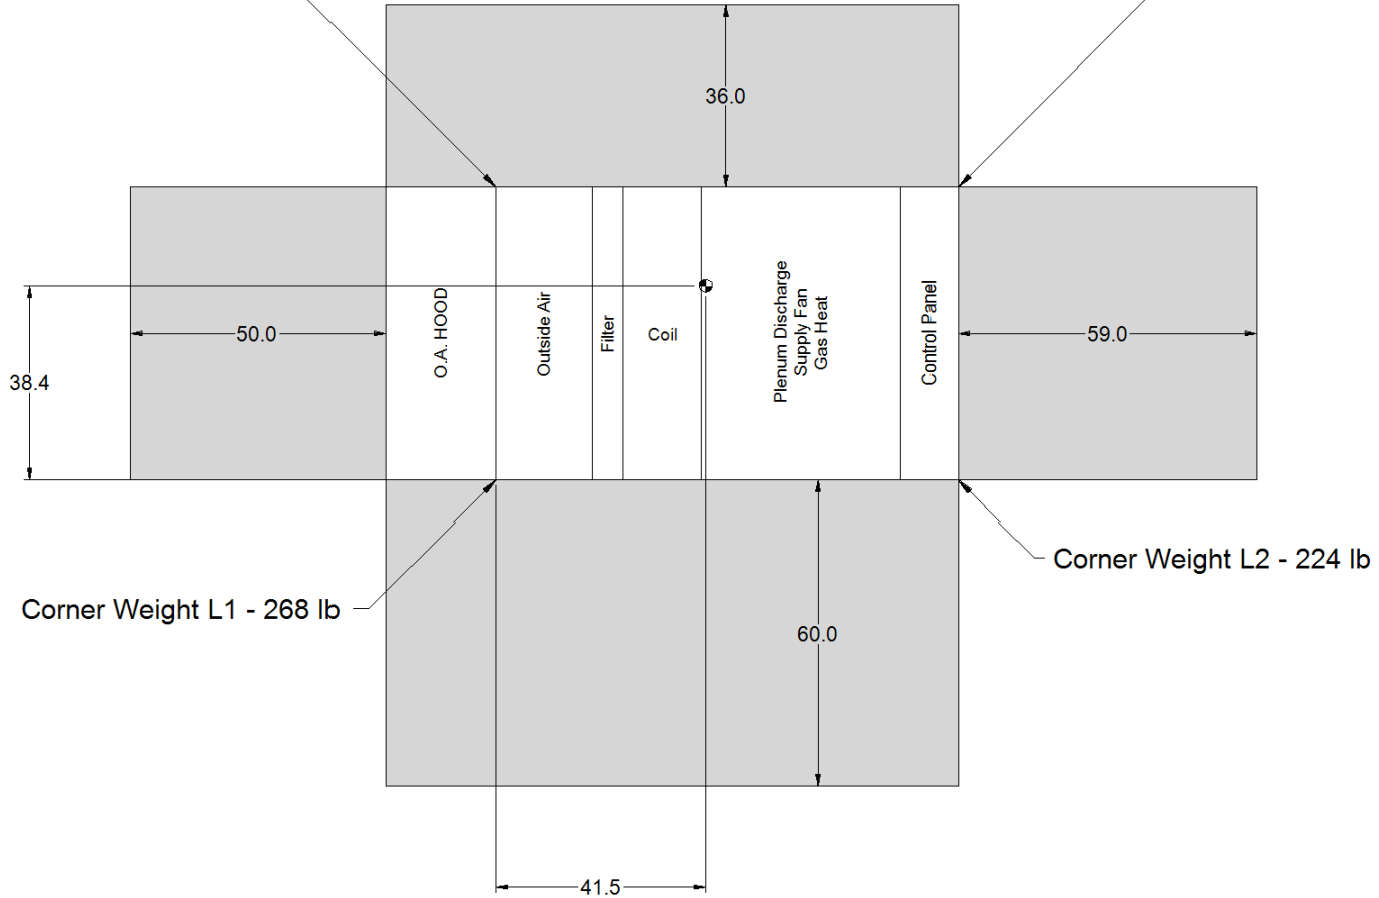 36.0
50.0
O.A. HOOD
Outside Air
Filter
Coil
Plenum Discharge
Supply Fan
Gas Heat
Control Panel
59.0
38.4
Corner Weight L2 - 224 lb
Corner Weight L1 - 268 lb
60.0
41.5